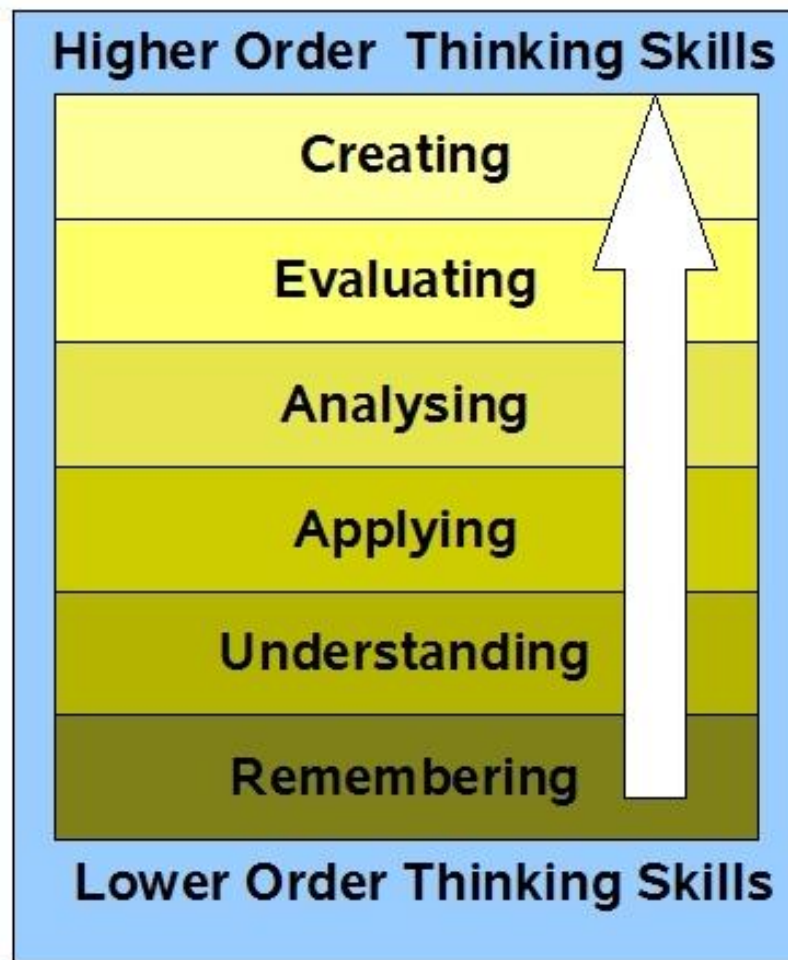 Higher Order Thinking Skills
Creating
Evaluating
Analysing
Applying
Understanding
Remembering
Lower Order Thinking Skills